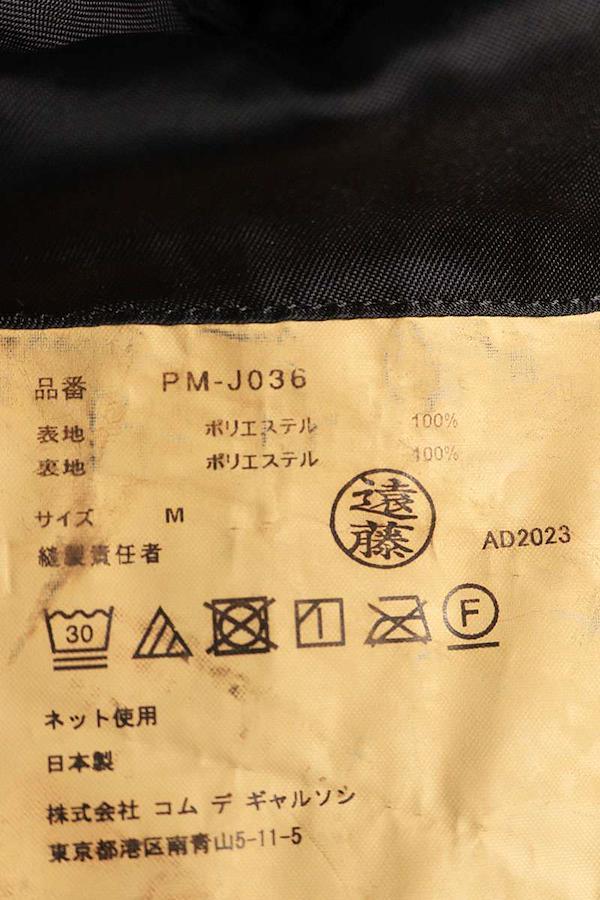 品番 PM-J036
表地 ポリエステル 100%
裏地 ポリエステル 100%
サイズ M
縫製責任者 遠藤 AD2023
30 F
ネット使用
日本製
株式会社 コム デ ギャルソン
東京都港区南青山5-11-5